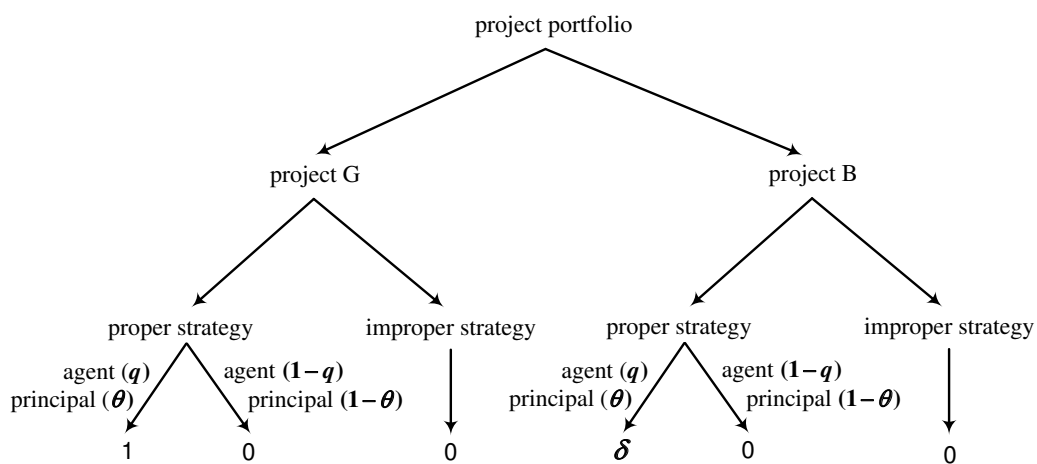 project portfolio
project G
project B
proper strategy
improper strategy
proper strategy
improper strategy
agent (q)
agent (1−q)
agent (q)
agent (1−q)
principal (θ)
principal (1−θ)
principal (θ)
principal (1−θ)
1
0
0
δ
0
0